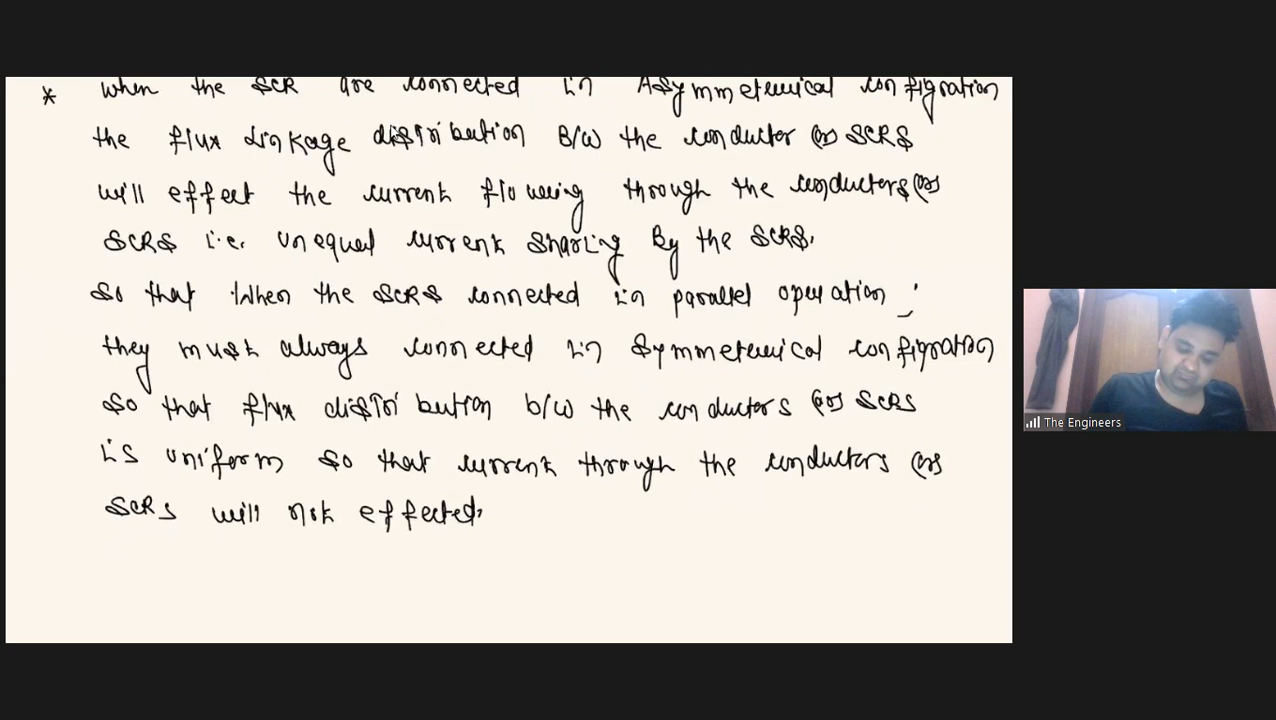 * When the SCR are connected in Asymmetrical configration
the flux linkage distribution B/W the conductor (or) SCRS
will effect the current flowing through the conductors (or)
SCRS i.e. unequal current sharing By the SCRS.
So that When the SCRS connected in parallel operation
they must always connected in Symmetrical configration
so that flux distribution b/w the conductors (or) SCRS
is uniform so that current through the conductors (or)
SCRS will not effected.
The Engineers